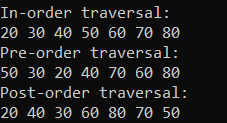 In-order traversal:
20 30 40 50 60 70 80
Pre-order traversal:
50 30 20 40 70 60 80
Post-order traversal:
20 40 30 60 80 70 50